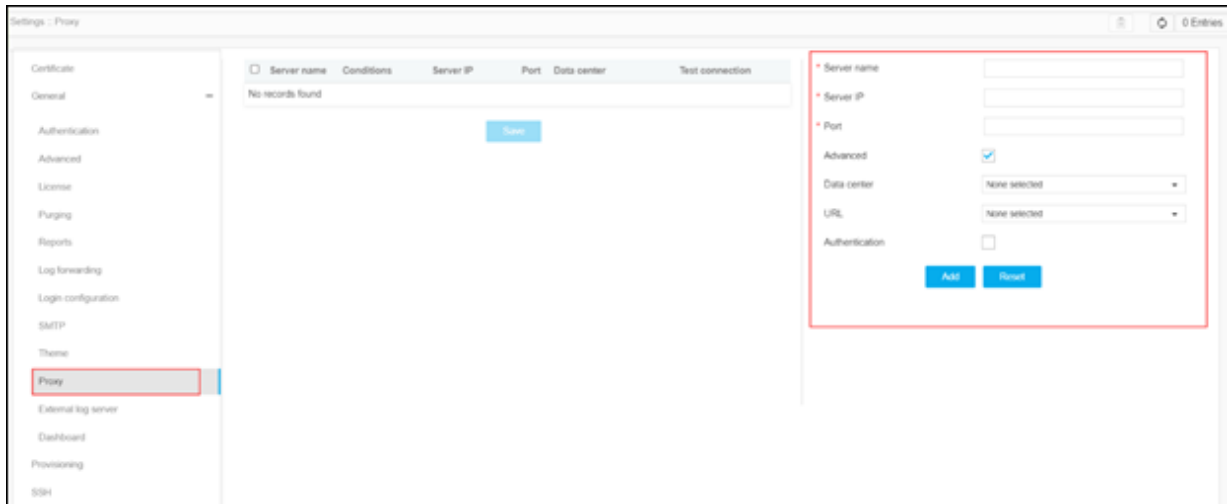 Settings :: Proxy
0 Entries
Certificate
General
Authentication
Advanced
License
Purging
Reports
Log forwarding
Login configuration
SMTP
Theme
Proxy
External log server
Dashboard
Provisioning
SSH
Server name Conditions Server IP Port Data center Test connection
No records found
Save
* Server name
* Server IP
* Port
Advanced
Data center None selected
URL None selected
Authentication
Add Reset